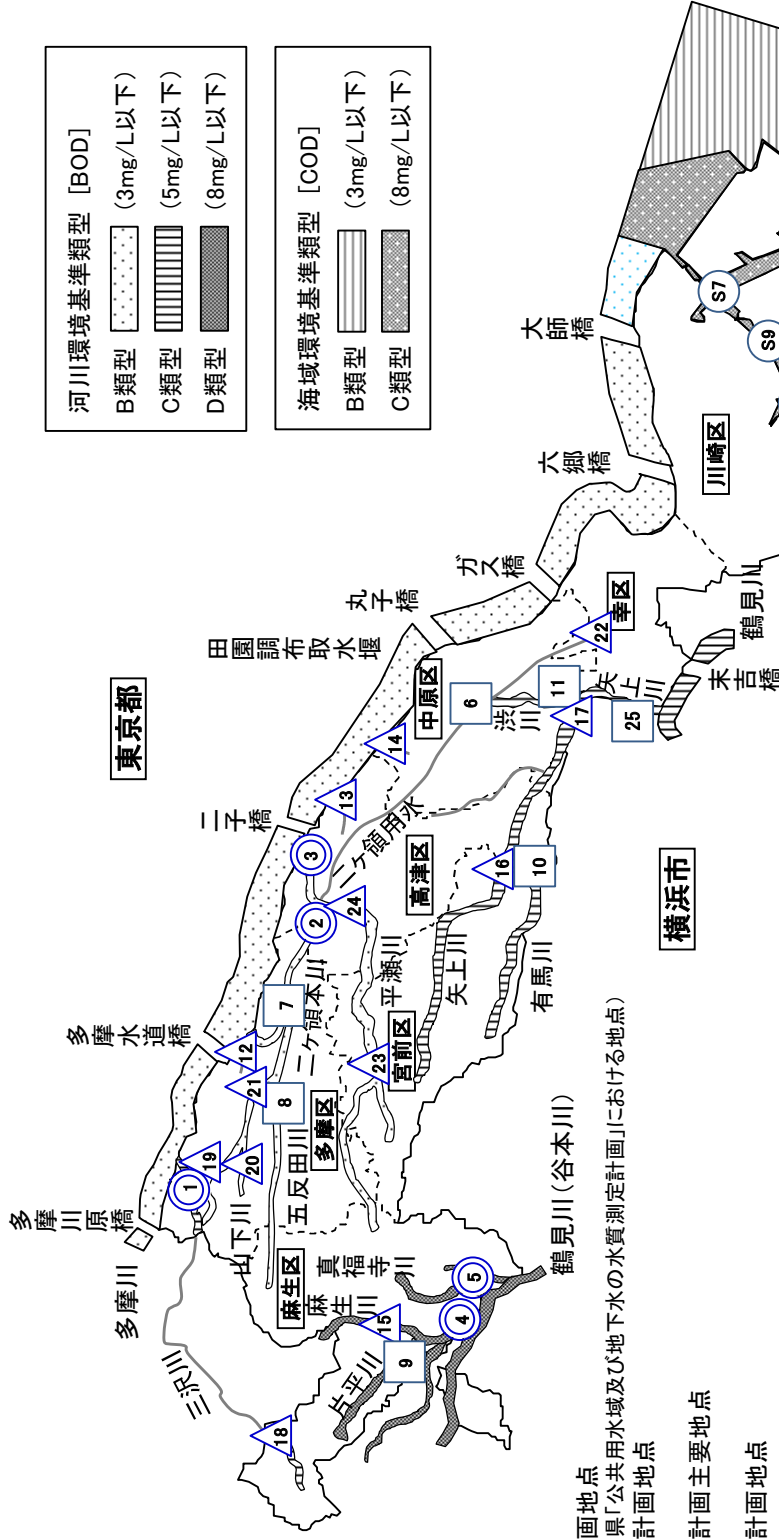 河川環境基準類型 [BOD]
B類型 (3mg/L以下)
C類型 (5mg/L以下)
D類型 (8mg/L以下)
海域環境基準類型 [COD]
B類型 (3mg/L以下)
C類型 (8mg/L以下)
東京都
横浜市
多摩川
多摩川原橋
多摩水道橋
二子橋
田園調布取水堰
丸子橋
ガス橋
六郷橋
大師橋
三沢川
山下川
五反田川
二ヶ領本川
二ケ領用水
平瀬川
矢上川
有馬川
渋川
矢上川
鶴見川
末吉橋
麻生川
真福寺川
片平川
鶴見川(谷本川)
麻生区
多摩区
宮前区
高津区
中原区
幸区
川崎区
1
2
3
4
5
6
7
8
9
10
11
12
13
14
15
16
17
18
19
20
21
22
23
24
25
S7
S9
画地点
県「公共用水域及び地下水の水質測定計画」における地点)
計画地点
計画主要地点
計画地点